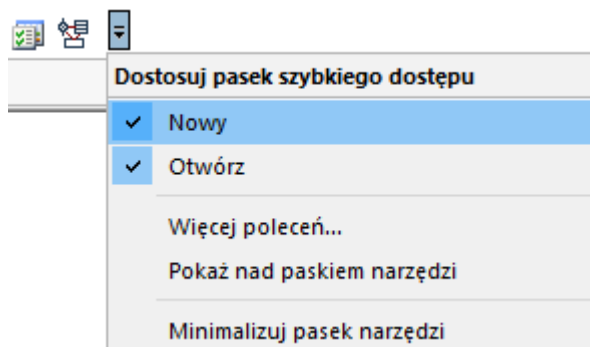 Dostosuj pasek szybkiego dostępu
Nowy
Otwórz
Więcej poleceń...
Pokaż nad paskiem narzędzi
Minimalizuj pasek narzędzi